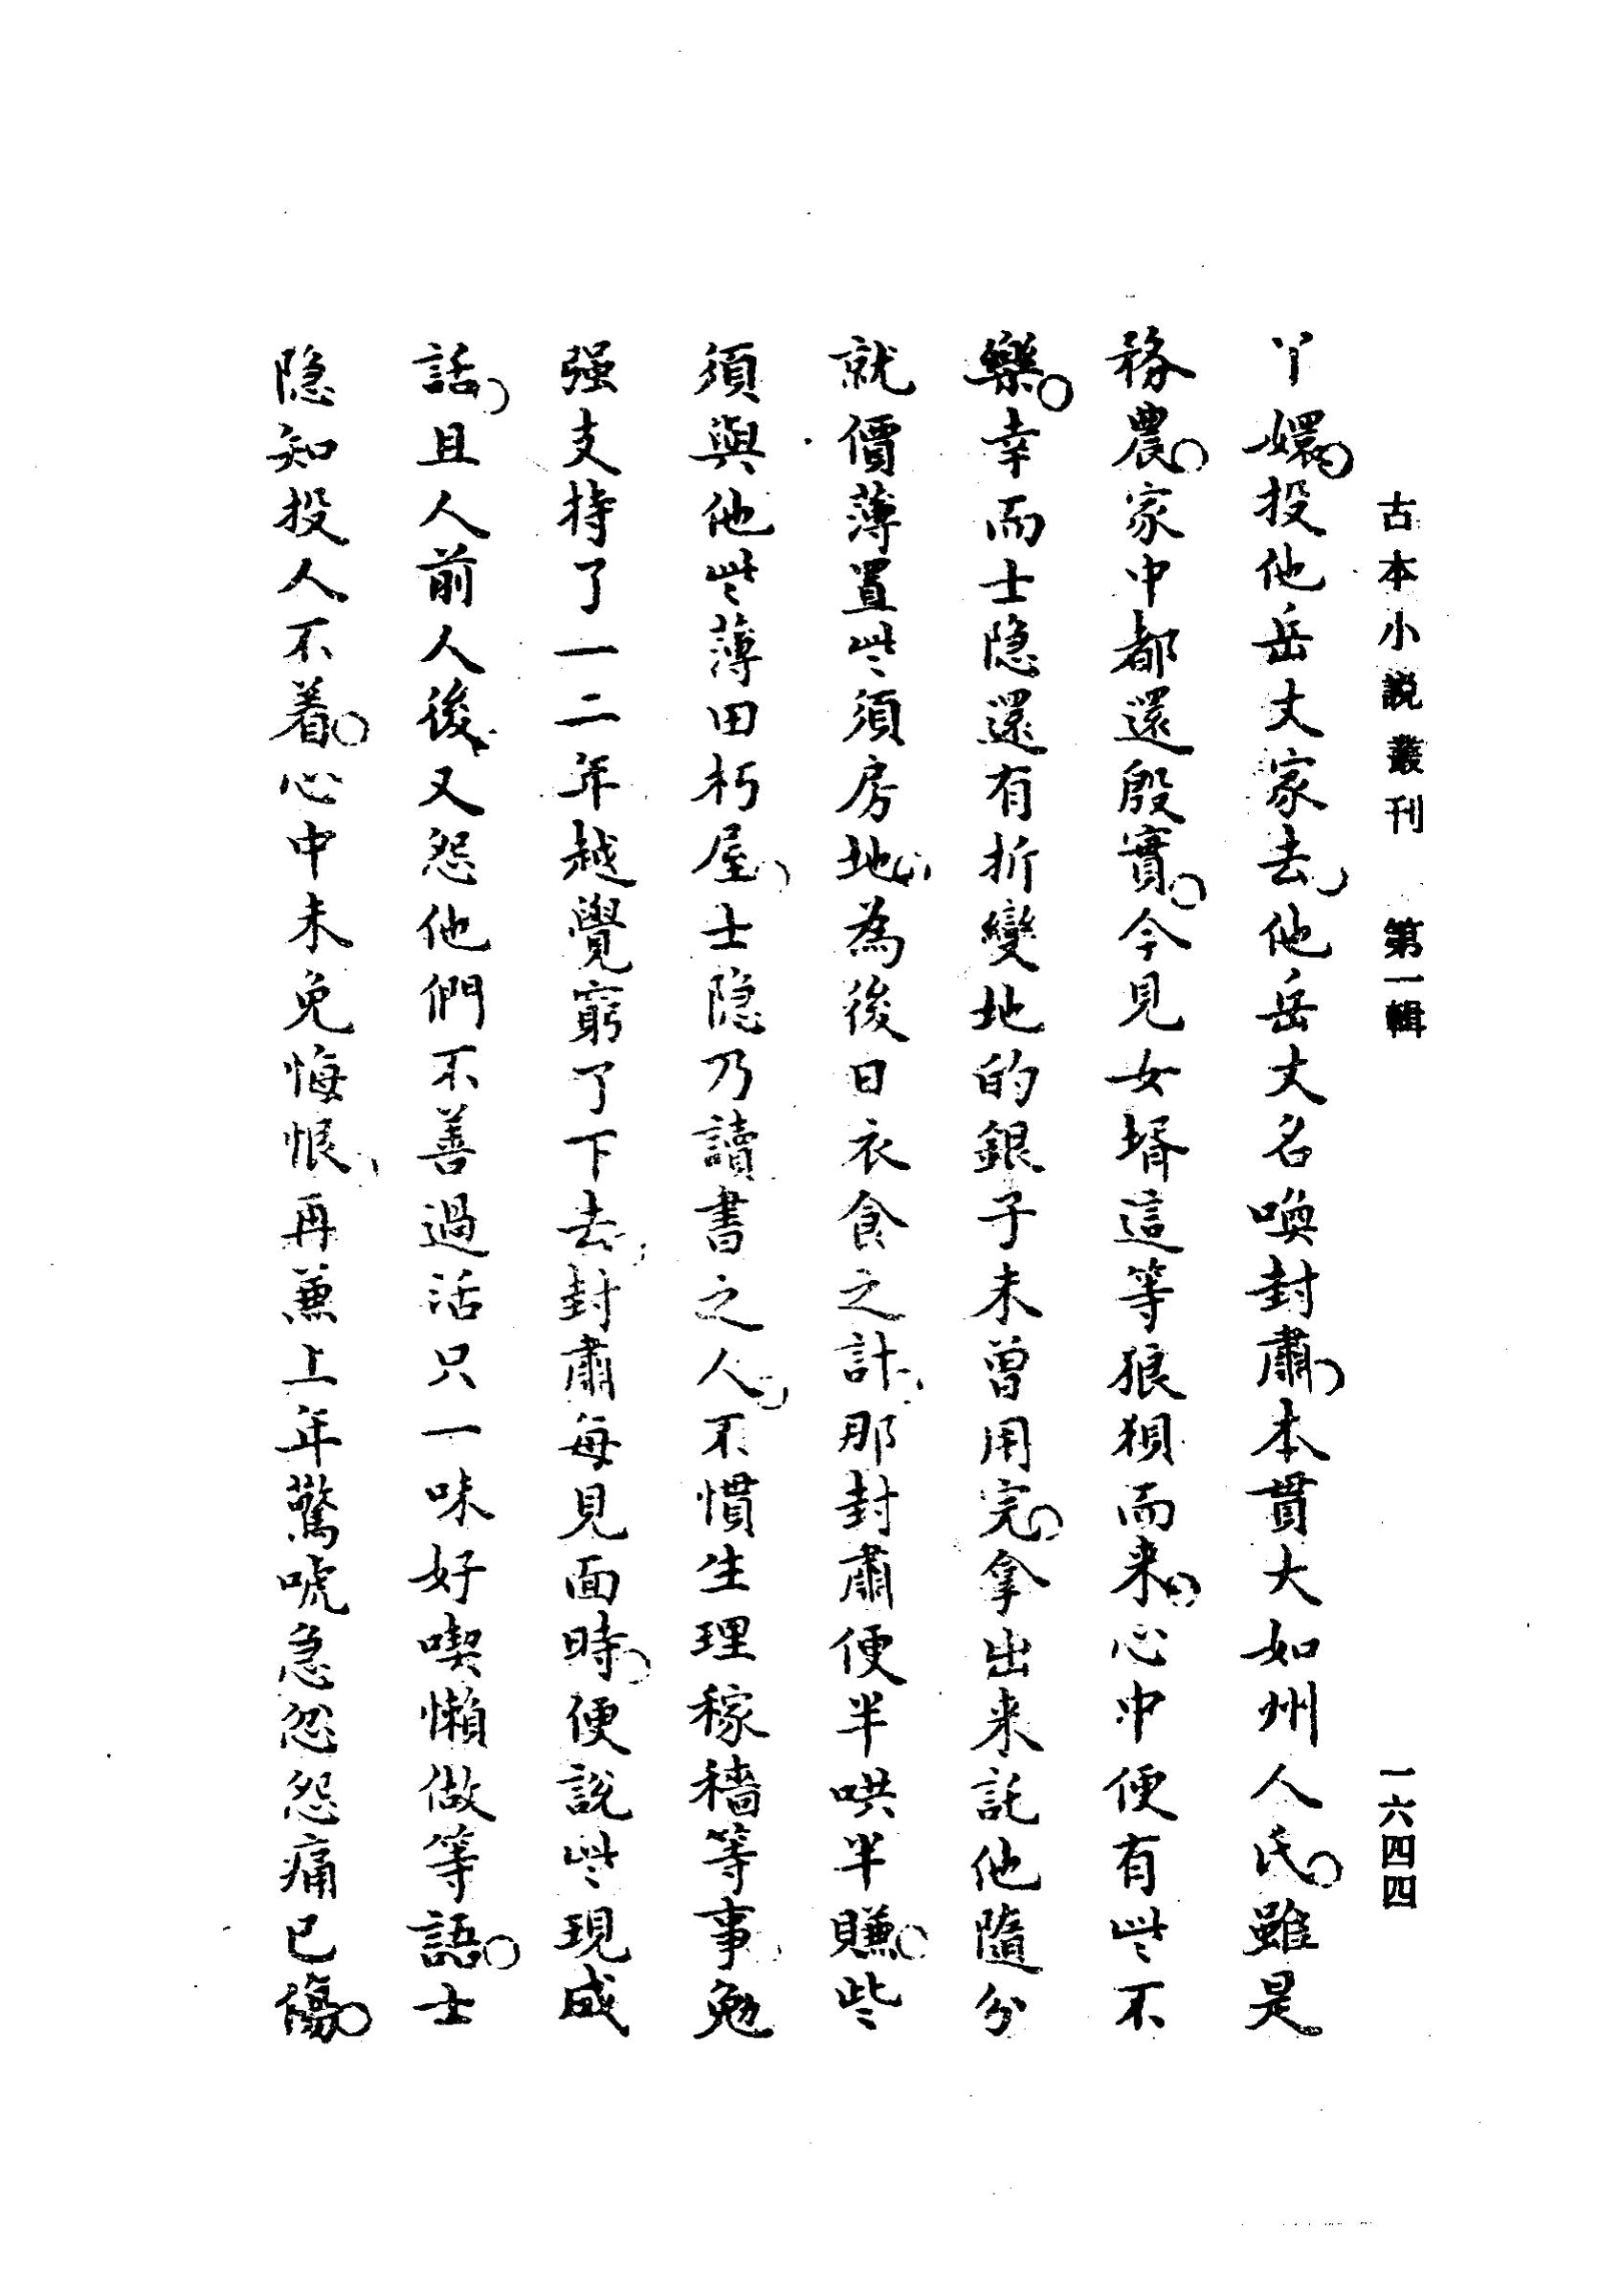 古本小説叢刊 第一輯 一六四四
丫嬛投他岳丈家去他岳丈名喚封肅本貫大如州人氏雖是
務農家中都還殷實今見女壻這等狼狽而来心中便有些不
樂幸而士隐還有折變地的銀子未曾用完拿出来託他隨分
就價薄置些須房地為後日衣食之計那封肅便半哄半賺些
須與他些薄田朽屋士隐乃讀書之人不慣生理稼穡等事勉
强支持了一二年越覺窮了下去封肅每見面時便說些現成
話且人前人後又怨他們不善過活只一味好喫懶做等語士
隐知投人不着心中未免悔恨再兼上年驚唬急忿怨痛已傷